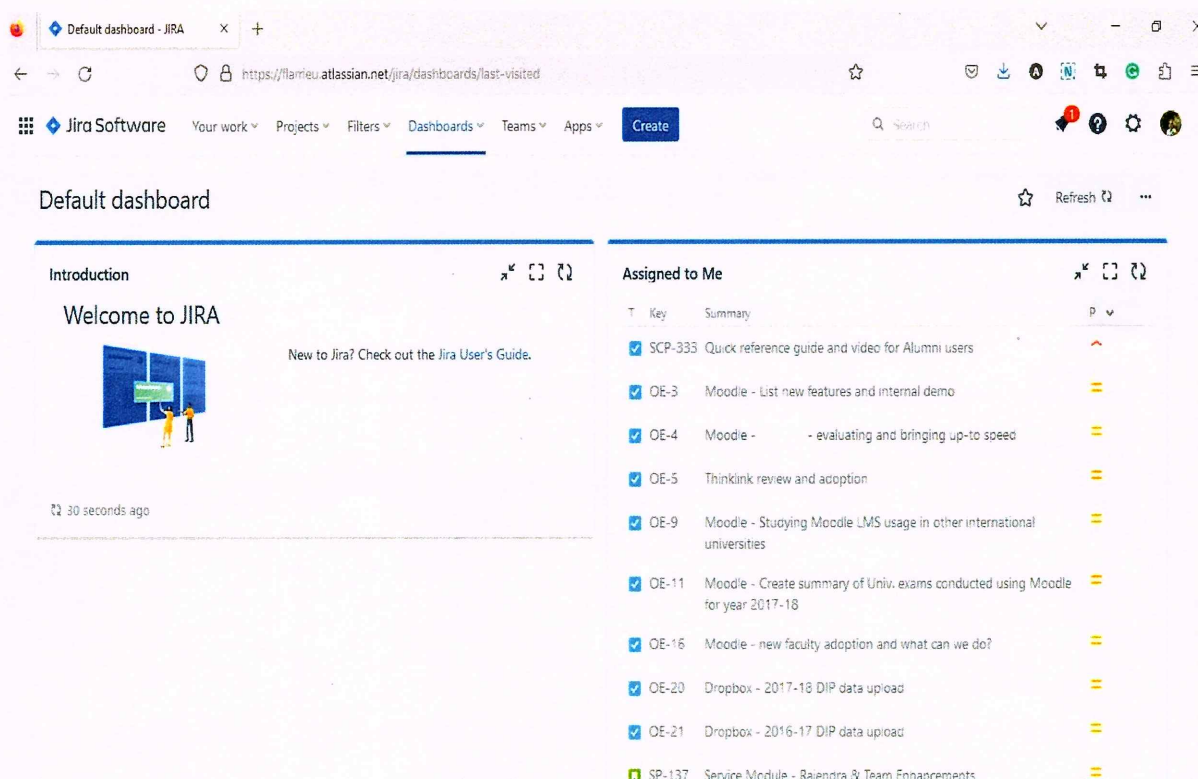 Default dashboard - JIRA
https://flarrieu.atlassian.net/jira/dashboards/last-visited
Jira Software
Your work
Projects
Filters
Dashboards
Teams
Apps
Create
Search
1
Default dashboard
Refresh
Introduction
Welcome to JIRA
New to Jira? Check out the Jira User's Guide.
30 seconds ago
Assigned to Me
T Key Summary P
SCP-333 Quick reference guide and video for Alumni users
OE-3 Moodle - List new features and internal demo
OE-4 Moodle - - evaluating and bringing up-to speed
OE-5 Thinklink review and adoption
OE-9 Moodle - Studying Moodle LMS usage in other international
universities
OE-11 Moodle - Create summary of Univ. exams conducted using Moodle
for year 2017-18
OE-16 Moodle - new faculty adoption and what can we do?
OE-20 Dropbox - 2017-18 DIP data upload
OE-21 Dropbox - 2016-17 DIP data upload
SP-137 Service Module - Rajendra & Team Enhancements